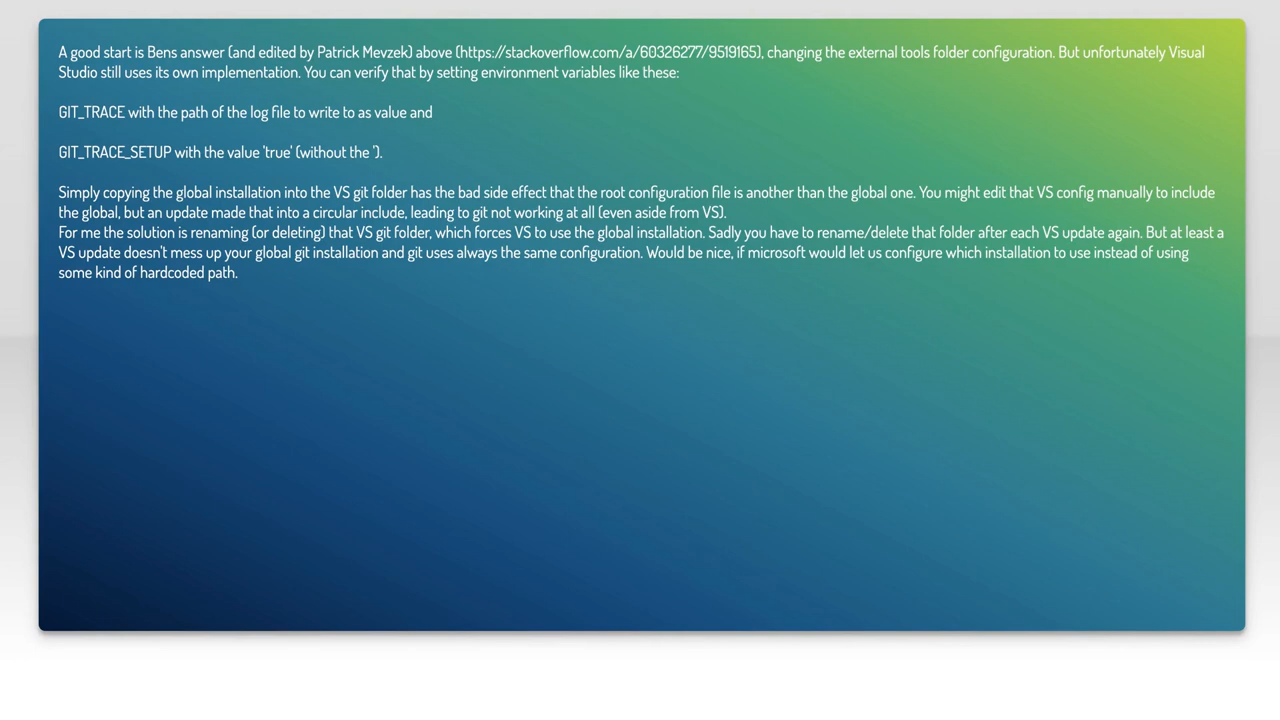 A good start is Bens answer (and edited by Patrick Mevzek) above (https://stackoverflow.com/a/60326277/9519165), changing the external tools folder configuration. But unfortunately Visual
Studio still uses its own implementation. You can verify that by setting environment variables like these:
GIT_TRACE with the path of the log file to write to as value and
GIT_TRACE_SETUP with the value 'true' (without the ').
Simply copying the global installation into the VS git folder has the bad side effect that the root configuration file is another than the global one. You might edit that VS config manually to include
the global, but an update made that into a circular include, leading to git not working at all (even aside from VS).
For me the solution is renaming (or deleting) that VS git folder, which forces VS to use the global installation. Sadly you have to rename/delete that folder after each VS update again. But at least a
VS update doesn't mess up your global git installation and git uses always the same configuration. Would be nice, if microsoft would let us configure which installation to use instead of using
some kind of hardcoded path.